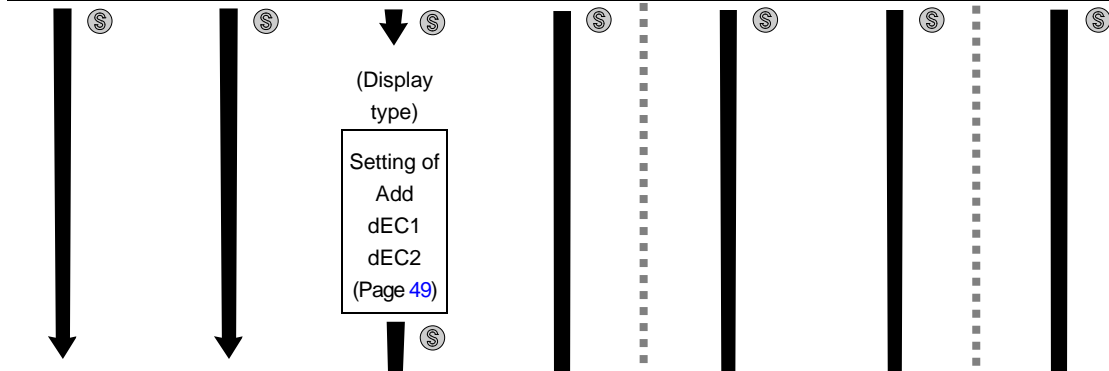 S S S S S S S
(Display
type)
Setting of
Add
dEC1
dEC2
(Page 49)
S